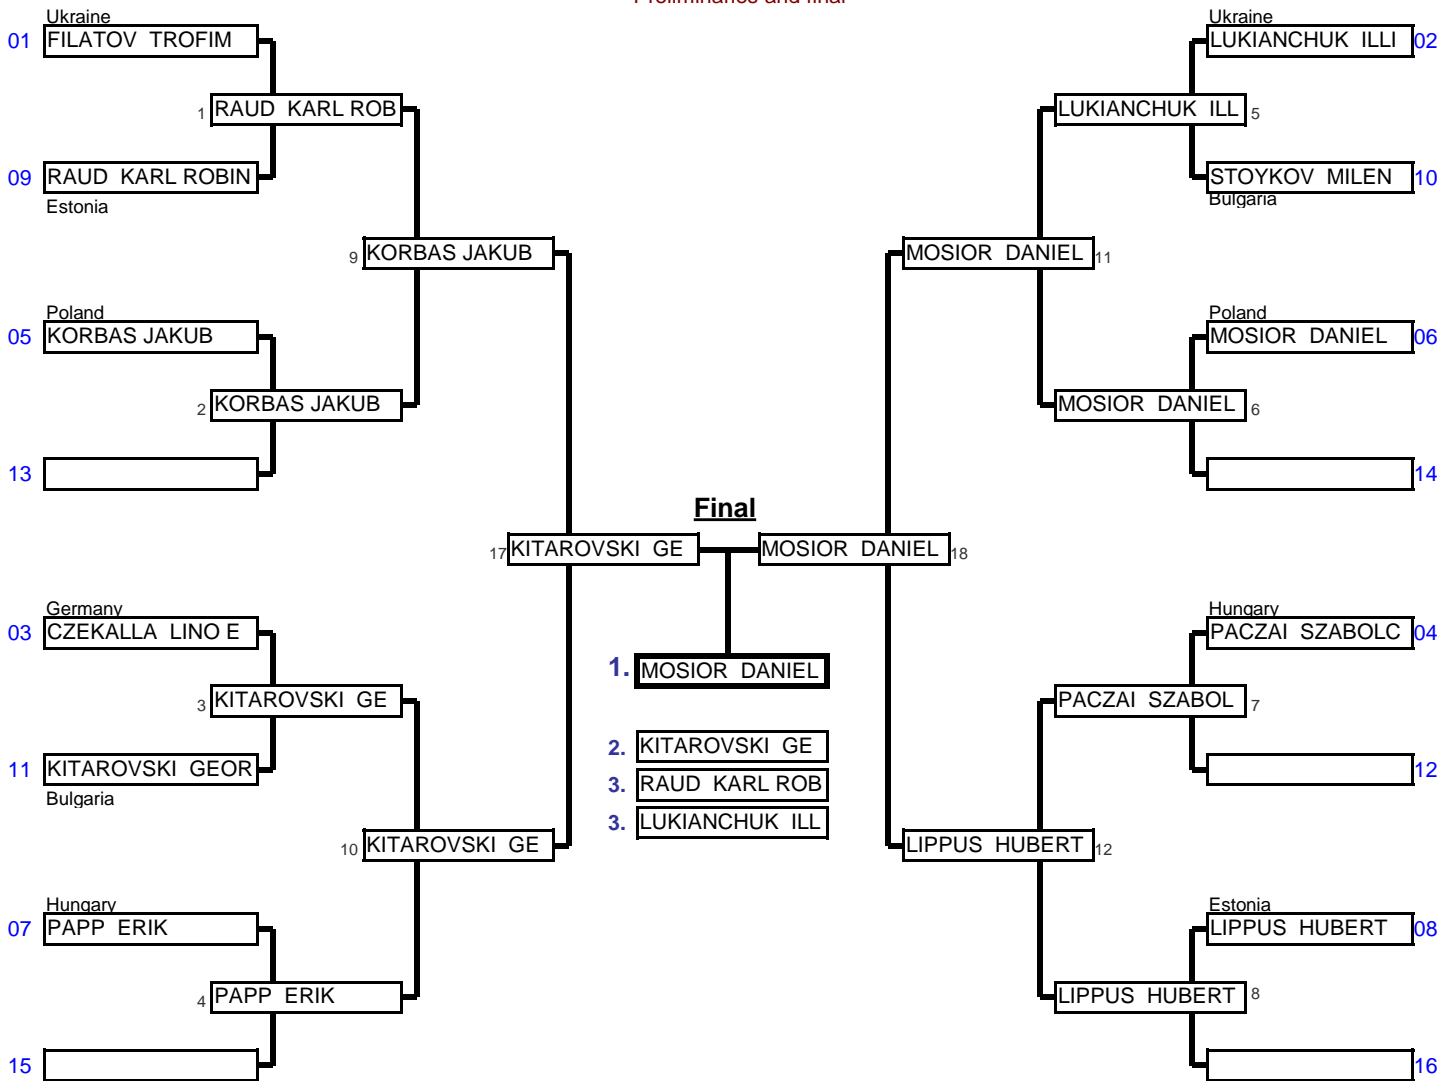 Preliminaries and final
Ukraine
01 FILATOV TROFIM
1 RAUD KARL ROB
09 RAUD KARL ROBIN
Estonia
9 KORBAS JAKUB
Poland
05 KORBAS JAKUB
2 KORBAS JAKUB
13
17 KITAROVSKI GE
Germany
03 CZEKALLA LINO E
3 KITAROVSKI GE
11 KITAROVSKI GEOR
Bulgaria
10 KITAROVSKI GE
Hungary
07 PAPP ERIK
4 PAPP ERIK
15
Final
1. MOSIOR DANIEL
2. KITAROVSKI GE
3. RAUD KARL ROB
3. LUKIANCHUK ILL
Ukraine
LUKIANCHUK ILLI 02
LUKIANCHUK ILL 5
STOYKOV MILEN 10
Bulgaria
MOSIOR DANIEL 11
Poland
MOSIOR DANIEL 06
MOSIOR DANIEL 6
14
MOSIOR DANIEL 18
Hungary
PACZAI SZABOLC 04
PACZAI SZABOL 7
12
LIPPUS HUBERT 12
Estonia
LIPPUS HUBERT 08
LIPPUS HUBERT 8
16